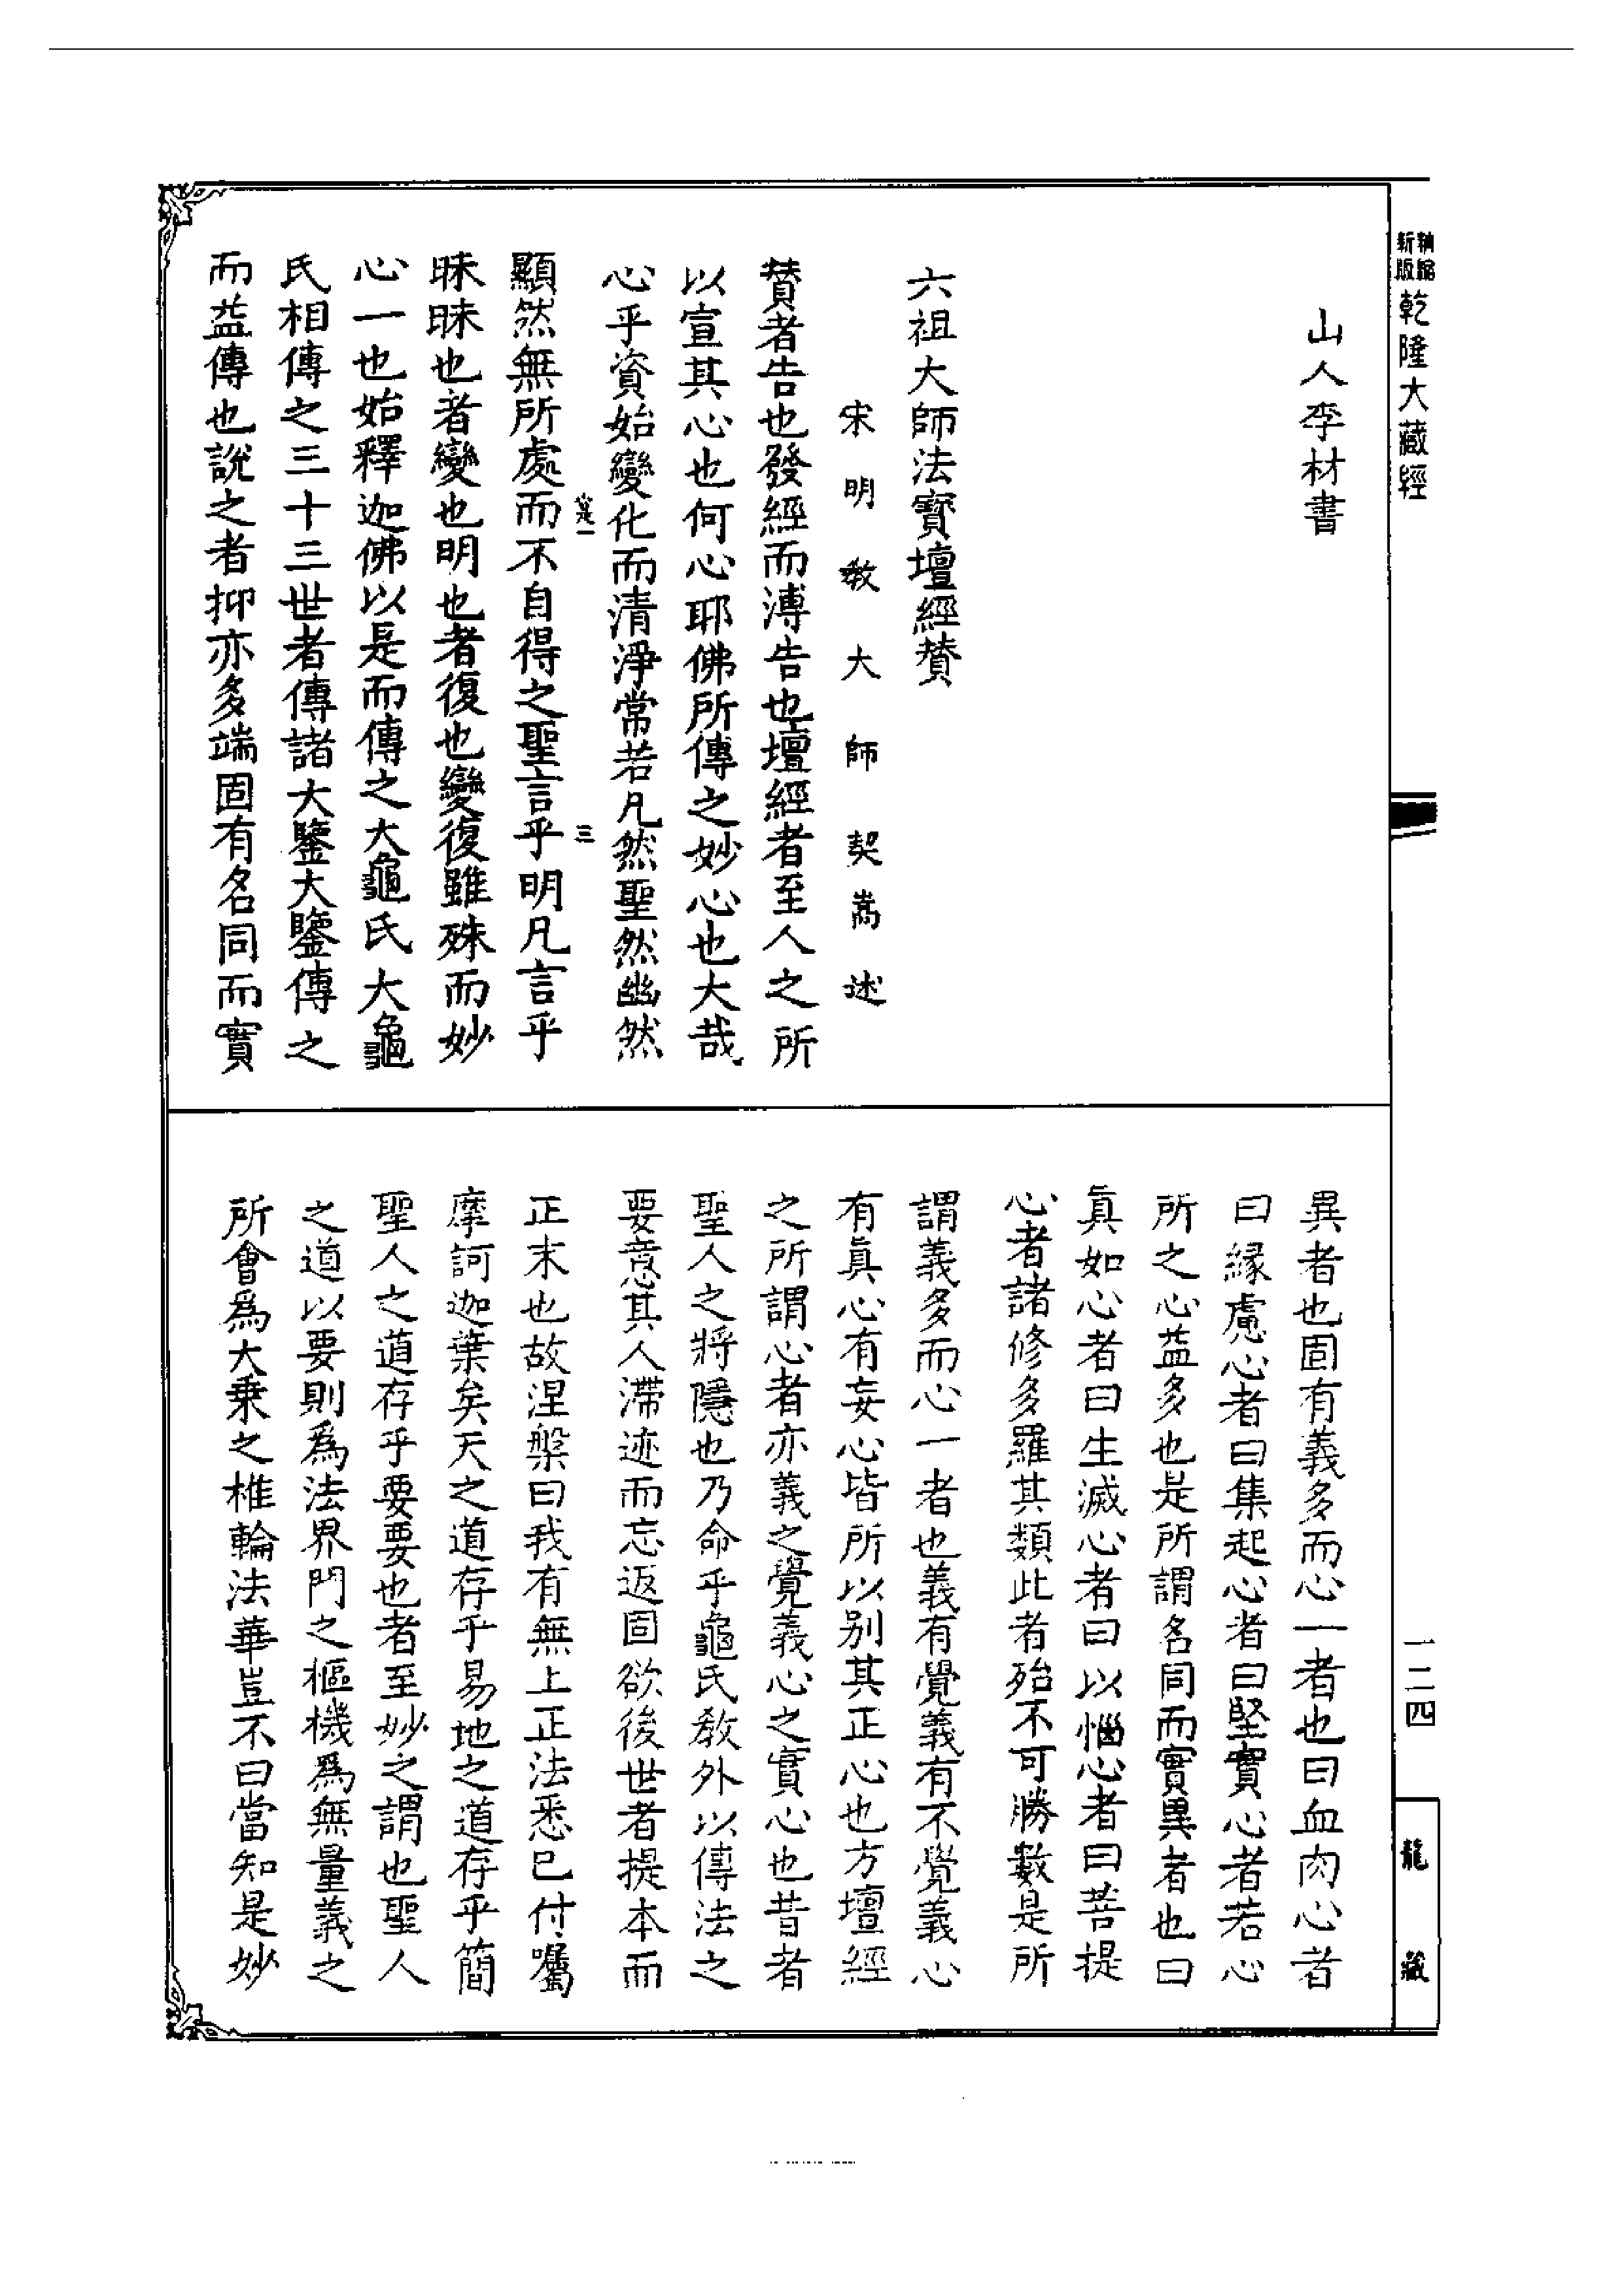 乾隆大藏經
山人李材書
六祖大師法寳壇經賛
宋明教大師契嵩述
賛者告也發經而溥告也壇經者至人之所
以宣其心也何心耶佛所傳之妙心也大哉
心乎資始變化而清淨常若凡然聖然幽然
顯然無所處而不自得之聖言乎明凡言乎
昧昧也者變也明也者復也變復雖殊而妙
心一也始釋迦佛以是而傳之大龜氏大龜
氏相傳之三十三世者傳諸大鑒大鑒傳之
而益傳也説之者抑亦多端固有名同而實
三
異者也固有義多而心一者也曰血肉心者
曰緣慮心者曰集起心者曰堅實心者若心
所之心益多也是所謂名同而實異者也曰
真如心者曰生滅心者曰以惱心者曰菩提
心者諸修多羅其類此者殆不可勝數是所
謂義多而心一者也義有覺義有不覺義心
有真心有妄心皆所以别其正心也方壇經
之所謂心者亦義之覺義心之實心也昔者
聖人之將隱也乃命乎龜氏教外以傳法之
要意其人滯迹而忘返固欲後世者提本而
正末也故涅槃曰我有無上正法悉已付囑
摩訶迦葉矣天之道存乎易地之道存乎簡
聖人之道存乎要要也者至妙之謂也聖人
之道以要則爲法界門之樞機爲無量義之
所會爲大乗之椎輪法華豈不曰當知是妙
一二四
龍藏